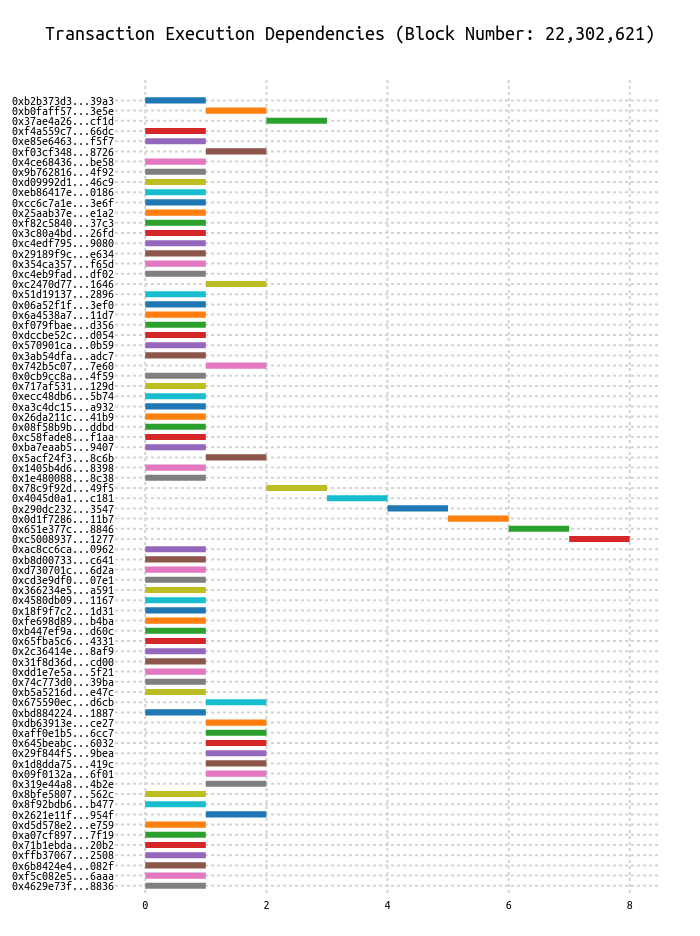 Transaction Execution Dependencies (Block Number: 22,302,621)
0xb2b373d3...39a3
0xb0faff57...3e5e
0x37ae4a26...cf1d
0xf4a559c7...66dc
0xe85e6463...f5f7
0xf03cf348...8726
0x4ce68436...be58
0x9b762816...4f92
0xd09992d1...46c9
0xeb86417e...0186
0xcc6c7a1e...3e6f
0x25aab37e...e1a2
0xf82c5840...37c3
0x3c80a4bd...26fd
0xc4edf795...9080
0x29189f9c...e634
0x354ca357...f65d
0xc4eb9fad...df02
0xc2470d77...1646
0x51d19137...2896
0x06a52f1f...3ef0
0x6a4538a7...11d7
0xf079fbae...d356
0xdccbe52c...d054
0x570901ca...0b59
0x3ab54dfa...adc7
0x742b5c07...7e60
0x0cb9cc8a...4f59
0x717af531...129d
0xecc48db6...5b74
0xa3c4dc15...a932
0x26da211c...41b9
0x08f58b9b...ddbd
0xc58fade8...f1aa
0xba7eaab5...9407
0x5acf24f3...8c6b
0x1405b4d6...8398
0x1e480088...8c38
0x78c9f92d...49f5
0x4045d0a1...c181
0x290dc232...3547
0x0d1f7286...11b7
0x651e377c...8846
0xc5008937...1277
0xac8cc6ca...0962
0xb8d00733...c641
0xd730701c...6d2a
0xcd3e9df0...07e1
0x366234e5...a591
0x4580db09...1167
0x18f9f7c2...1d31
0xfe698d89...b4ba
0xb447ef9a...d60c
0x65fba5c6...4331
0x2c36414e...8af9
0x31f8d36d...cd00
0xdd1e7e5a...5f21
0x74c773d0...39ba
0xb5a5216d...e47c
0x675590ec...d6cb
0xbd884224...1887
0xdb63913e...ce27
0xaff0e1b5...6cc7
0x645beabc...6032
0x29f844f5...9bea
0x1d8dda75...419c
0x09f0132a...6f01
0x319e44a8...4b2e
0x8bfe5807...562c
0x8f92bdb6...b477
0x2621e11f...954f
0xd5d578e2...e759
0xa07cf897...7f19
0x71b1ebda...20b2
0xffb37067...2508
0x6b8424e4...082f
0xf5c082e5...6aaa
0x4629e73f...8836
0 2 4 6 8